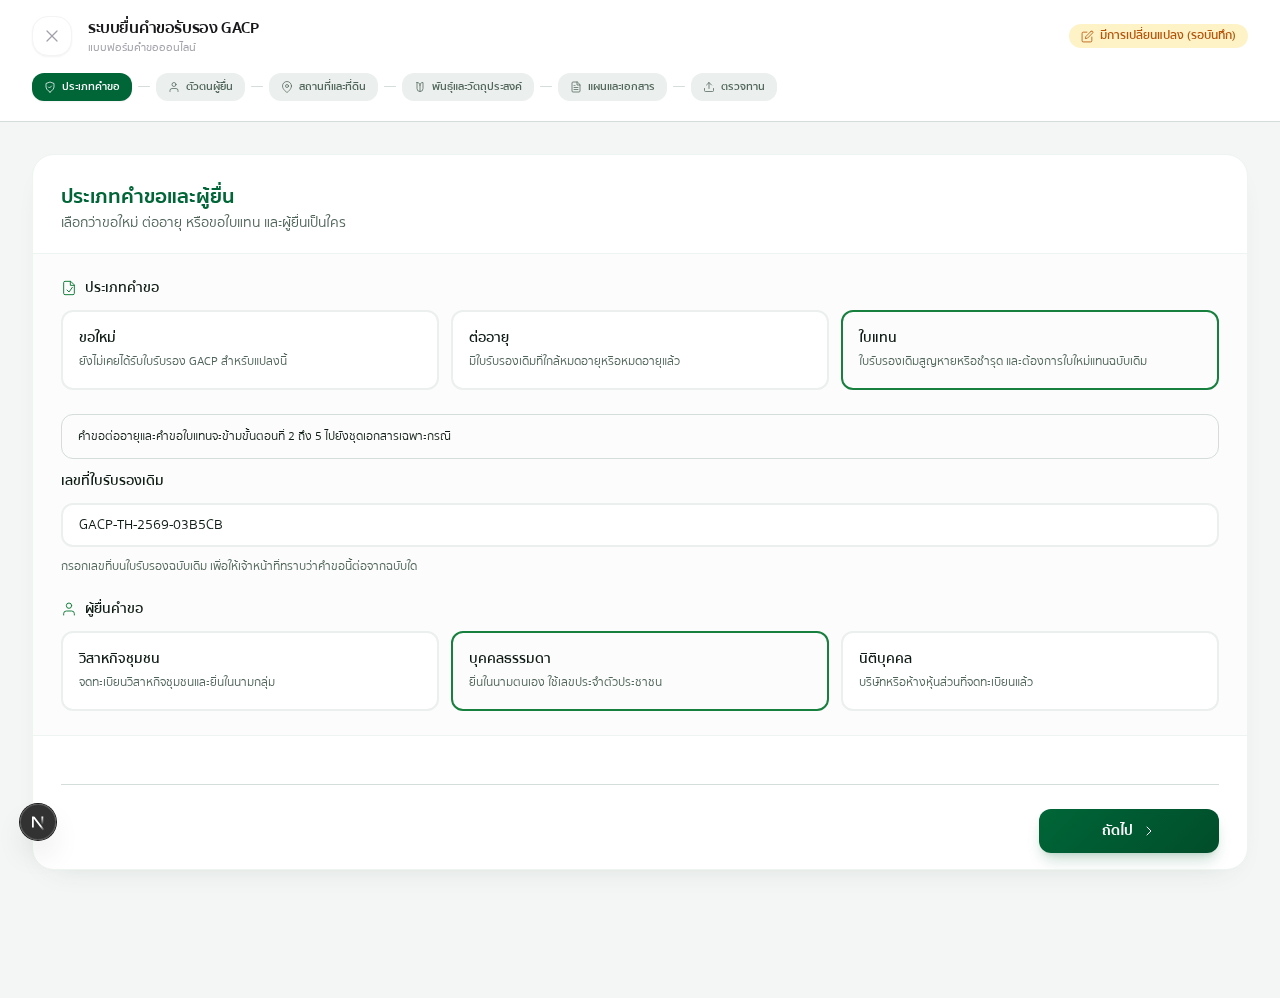 ระบบยื่นคำขอรับรอง GACP
แบบฟอร์มคำขอออนไลน์
มีการเปลี่ยนแปลง (รอบันทึก)
ประเภทคำขอ
ตัวตนผู้ยื่น
สถานที่และที่ดิน
พันธุ์และวัตถุประสงค์
แผนและเอกสาร
ตรวจทาน
ประเภทคำขอและผู้ยื่น
เลือกว่าขอใหม่ ต่ออายุ หรือขอใบแทน และผู้ยื่นเป็นใคร
ประเภทคำขอ
ขอใหม่
ยังไม่เคยได้รับใบรับรอง GACP สำหรับแปลงนี้
ต่ออายุ
มีใบรับรองเดิมที่ใกล้หมดอายุหรือหมดอายุแล้ว
ใบแทน
ใบรับรองเดิมสูญหายหรือชำรุด และต้องการใบใหม่แทนฉบับเดิม
คำขอต่ออายุและคำขอใบแทนจะข้ามขั้นตอนที่ 2 ถึง 5 ไปยังชุดเอกสารเฉพาะกรณี
เลขที่ใบรับรองเดิม
GACP-TH-2569-03B5CB
กรอกเลขที่บนใบรับรองฉบับเดิม เพื่อให้เจ้าหน้าที่ทราบว่าคำขอนี้ต่อจากฉบับใด
ผู้ยื่นคำขอ
วิสาหกิจชุมชน
จดทะเบียนวิสาหกิจชุมชนและยื่นในนามกลุ่ม
บุคคลธรรมดา
ยื่นในนามตนเอง ใช้เลขประจำตัวประชาชน
นิติบุคคล
บริษัทหรือห้างหุ้นส่วนที่จดทะเบียนแล้ว
N
ถัดไป